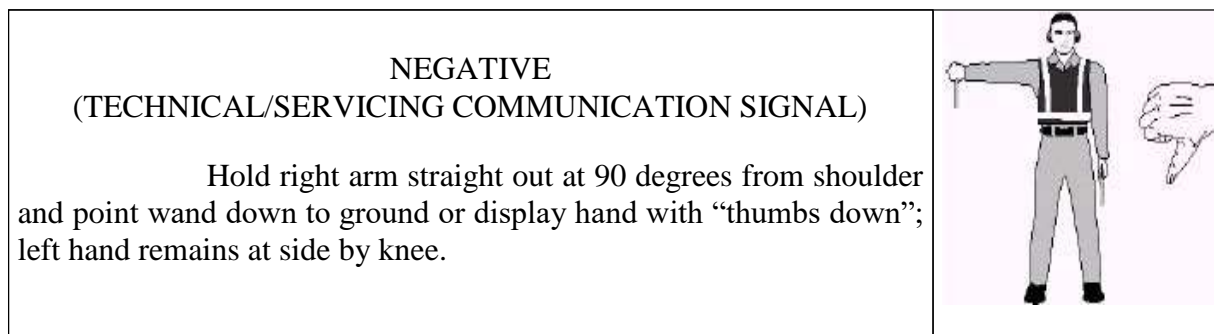 NEGATIVE
(TECHNICAL/SERVICING COMMUNICATION SIGNAL)
Hold right arm straight out at 90 degrees from shoulder
and point wand down to ground or display hand with “thumbs down”;
left hand remains at side by knee.